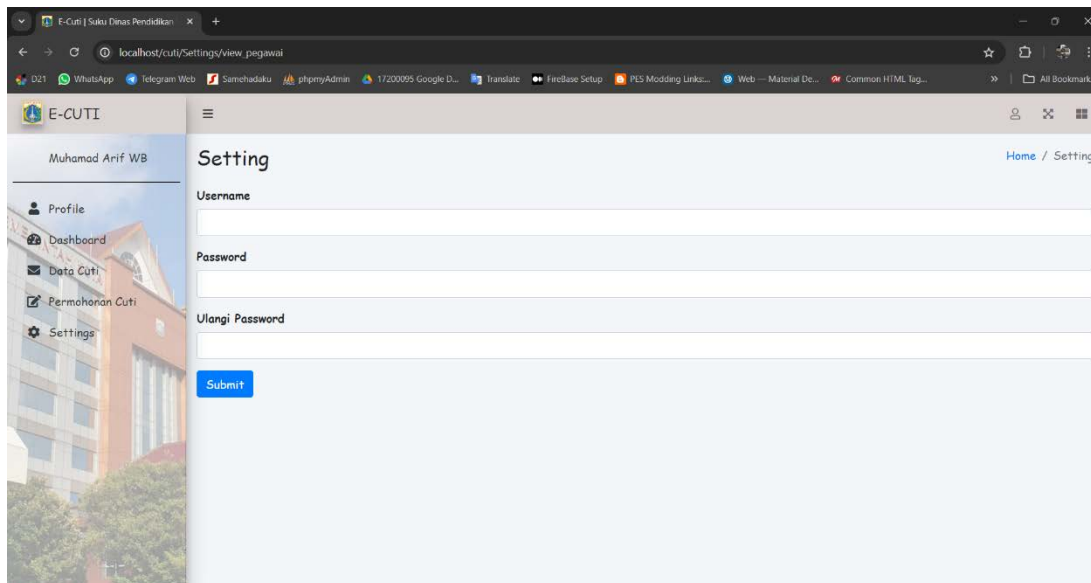 E-Cuti | Suku Dinas Pendidikan
localhost/cuti/Settings/view_pegawai
D21 WhatsApp Telegram Web Samehadaku phpmyAdmin 17200095 Google D... Translate FireBase Setup PES Modding Links:... Web — Material De... Common HTML Tag... » All Bookmark
E-CUTI
Muhamad Arif WB
Profile
Dashboard
Data Cuti
Permohonan Cuti
Settings
Setting
Home / Setting
Username
Password
Ulangi Password
Submit